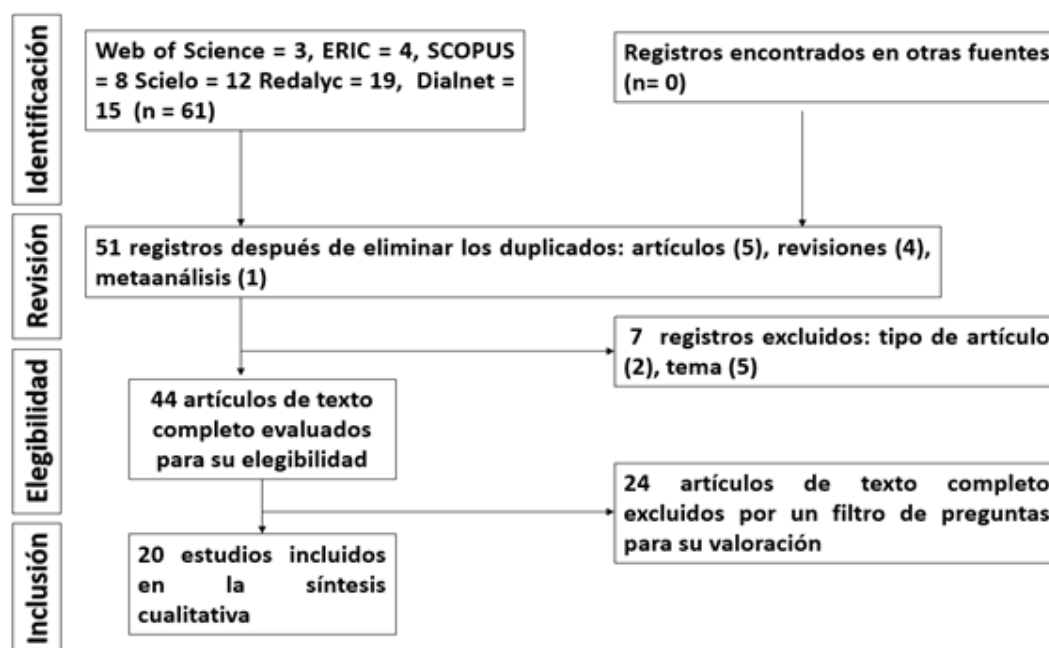 Identificación
Web of Science = 3, ERIC = 4, SCOPUS
= 8 Scielo = 12 Redalyc = 19, Dialnet =
15 (n = 61)
Registros encontrados en otras fuentes
(n= 0)
Revisión
51 registros después de eliminar los duplicados: artículos (5), revisiones (4),
metaanálisis (1)
7 registros excluidos: tipo de artículo
(2), tema (5)
Elegibilidad
44 artículos de texto
completo evaluados
para su elegibilidad
24 artículos de texto completo
excluidos por un filtro de preguntas
para su valoración
Inclusión
20 estudios incluidos
en la síntesis
cualitativa